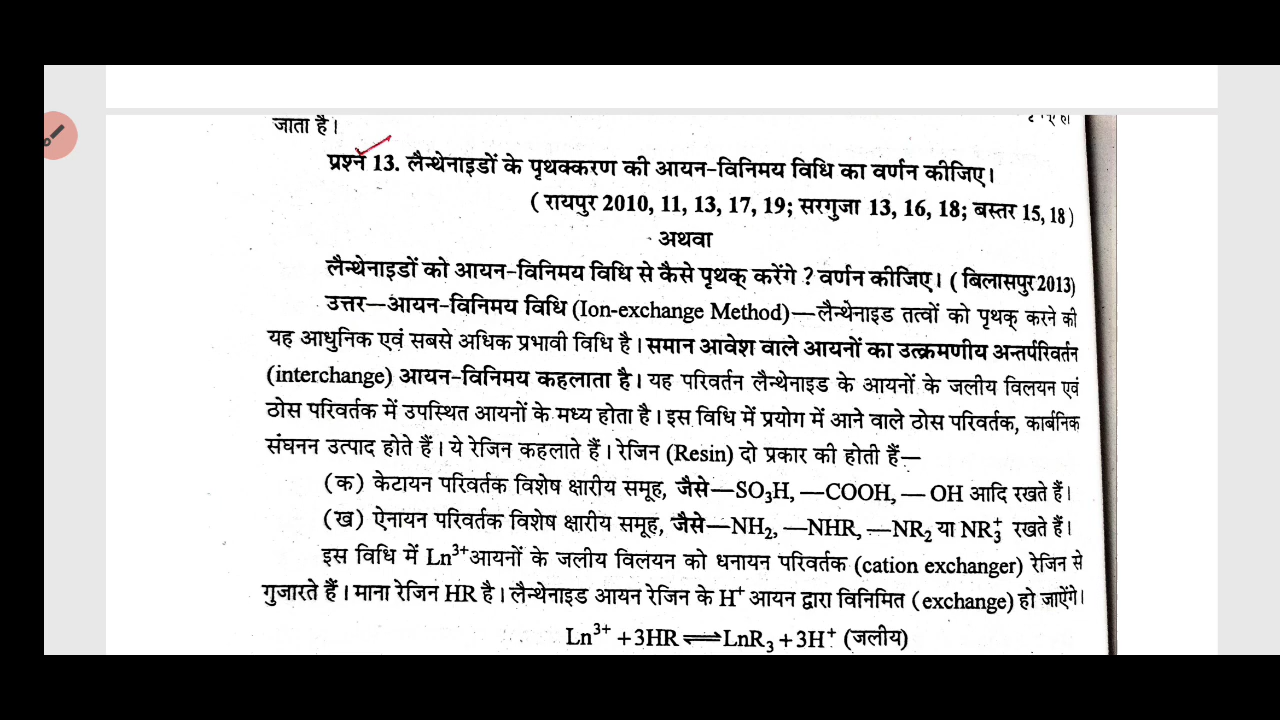 जाता है।
प्रश्न 13. लैन्थेनाइडों के पृथक्करण की आयन-विनिमय विधि का वर्णन कीजिए।
( रायपुर 2010, 11, 13, 17, 19; सरगुजा 13, 16, 18; बस्तर 15, 18 )
अथवा
लैन्थेनाइडों को आयन-विनिमय विधि से कैसे पृथक् करेंगे ? वर्णन कीजिए। ( बिलासपुर 2013)
उत्तर—आयन-विनिमय विधि (Ion-exchange Method)—लैन्थेनाइड तत्वों को पृथक् करने की
यह आधुनिक एवं सबसे अधिक प्रभावी विधि है। समान आवेश वाले आयनों का उत्क्रमणीय अन्तर्परिवर्तन
(interchange) आयन-विनिमय कहलाता है। यह परिवर्तन लैन्थेनाइड के आयनों के जलीय विलयन एवं
ठोस परिवर्तक में उपस्थित आयनों के मध्य होता है। इस विधि में प्रयोग में आने वाले ठोस परिवर्तक, कार्बनिक
संघनन उत्पाद होते हैं। ये रेजिन कहलाते हैं। रेजिन (Resin) दो प्रकार की होती हैं—
(क) केटायन परिवर्तक विशेष क्षारीय समूह, जैसे—SO₃H, —COOH, — OH आदि रखते हैं।
(ख) ऐनायन परिवर्तक विशेष क्षारीय समूह, जैसे—NH₂, —NHR, —NR₂ या NR₃⁺ रखते हैं।
इस विधि में Ln³⁺ आयनों के जलीय विलयन को धनायन परिवर्तक (cation exchanger) रेजिन से
गुजारते हैं। माना रेजिन HR है। लैन्थेनाइड आयन रेजिन के H⁺ आयन द्वारा विनिमित (exchange) हो जाऐंगे।
Ln³⁺ +3HR ⇌ LnR₃ + 3H⁺ (जलीय)